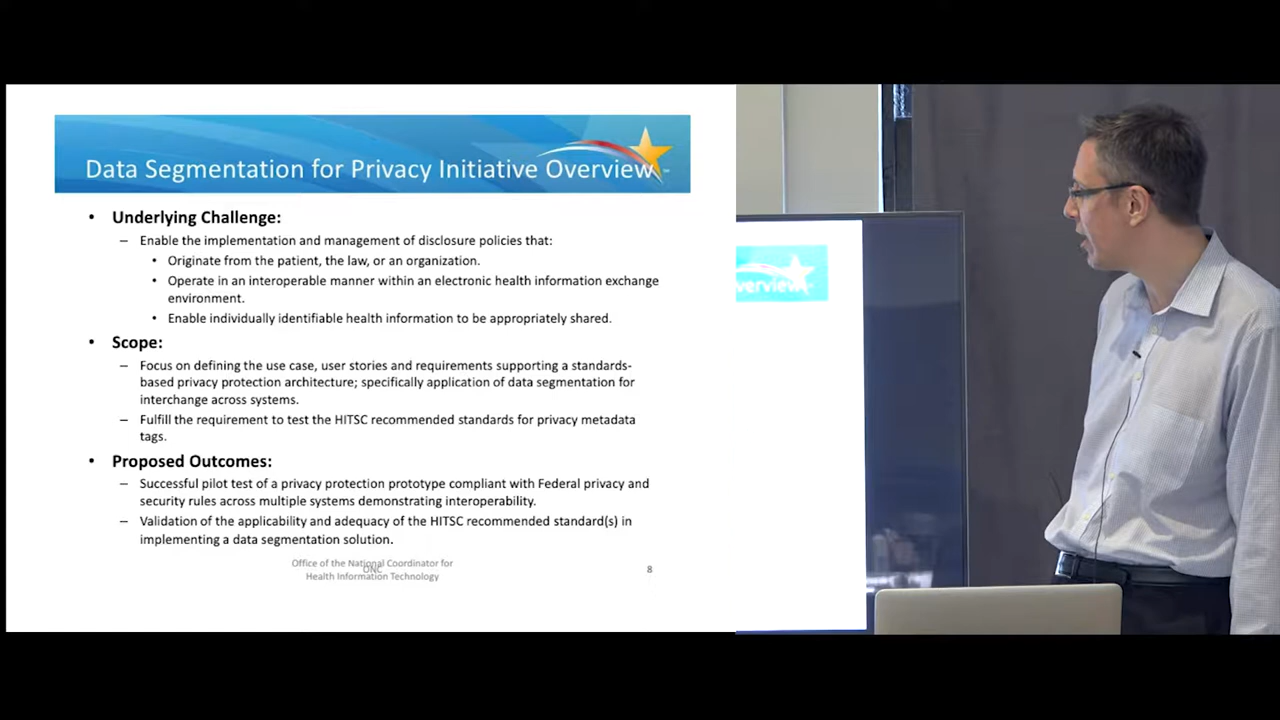 Data Segmentation for Privacy Initiative Overview
• Underlying Challenge:
– Enable the implementation and management of disclosure policies that:
• Originate from the patient, the law, or an organization.
• Operate in an interoperable manner within an electronic health information exchange
environment.
• Enable individually identifiable health information to be appropriately shared.
• Scope:
– Focus on defining the use case, user stories and requirements supporting a standards-
based privacy protection architecture; specifically application of data segmentation for
interchange across systems.
– Fulfill the requirement to test the HITSC recommended standards for privacy metadata
tags.
• Proposed Outcomes:
– Successful pilot test of a privacy protection prototype compliant with Federal privacy and
security rules across multiple systems demonstrating interoperability.
– Validation of the applicability and adequacy of the HITSC recommended standard(s) in
implementing a data segmentation solution.
Office of the National Coordinator for
ONC
Health Information Technology
8
verview